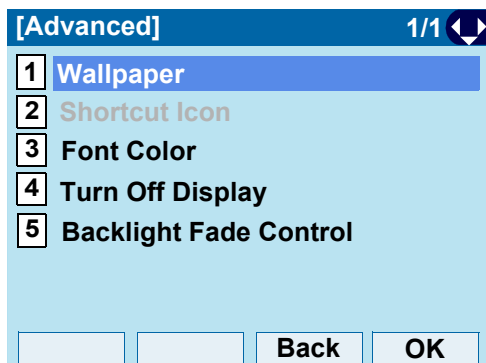 [Advanced] 1/1
1 Wallpaper
2 Shortcut Icon
3 Font Color
4 Turn Off Display
5 Backlight Fade Control
Back OK